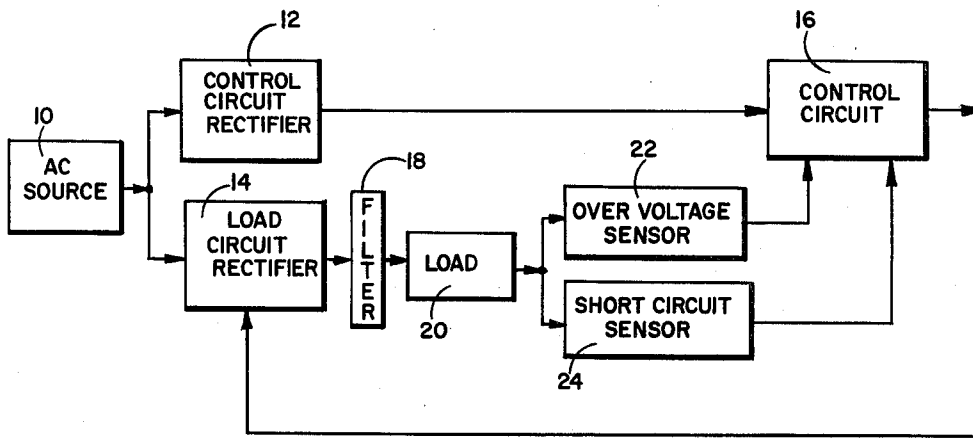 12
CONTROL
CIRCUIT
RECTIFIER
16
CONTROL
CIRCUIT
10
AC
SOURCE
14
LOAD
CIRCUIT
RECTIFIER
18
FILTER
LOAD
20
22
OVER VOLTAGE
SENSOR
SHORT CIRCUIT
SENSOR
24